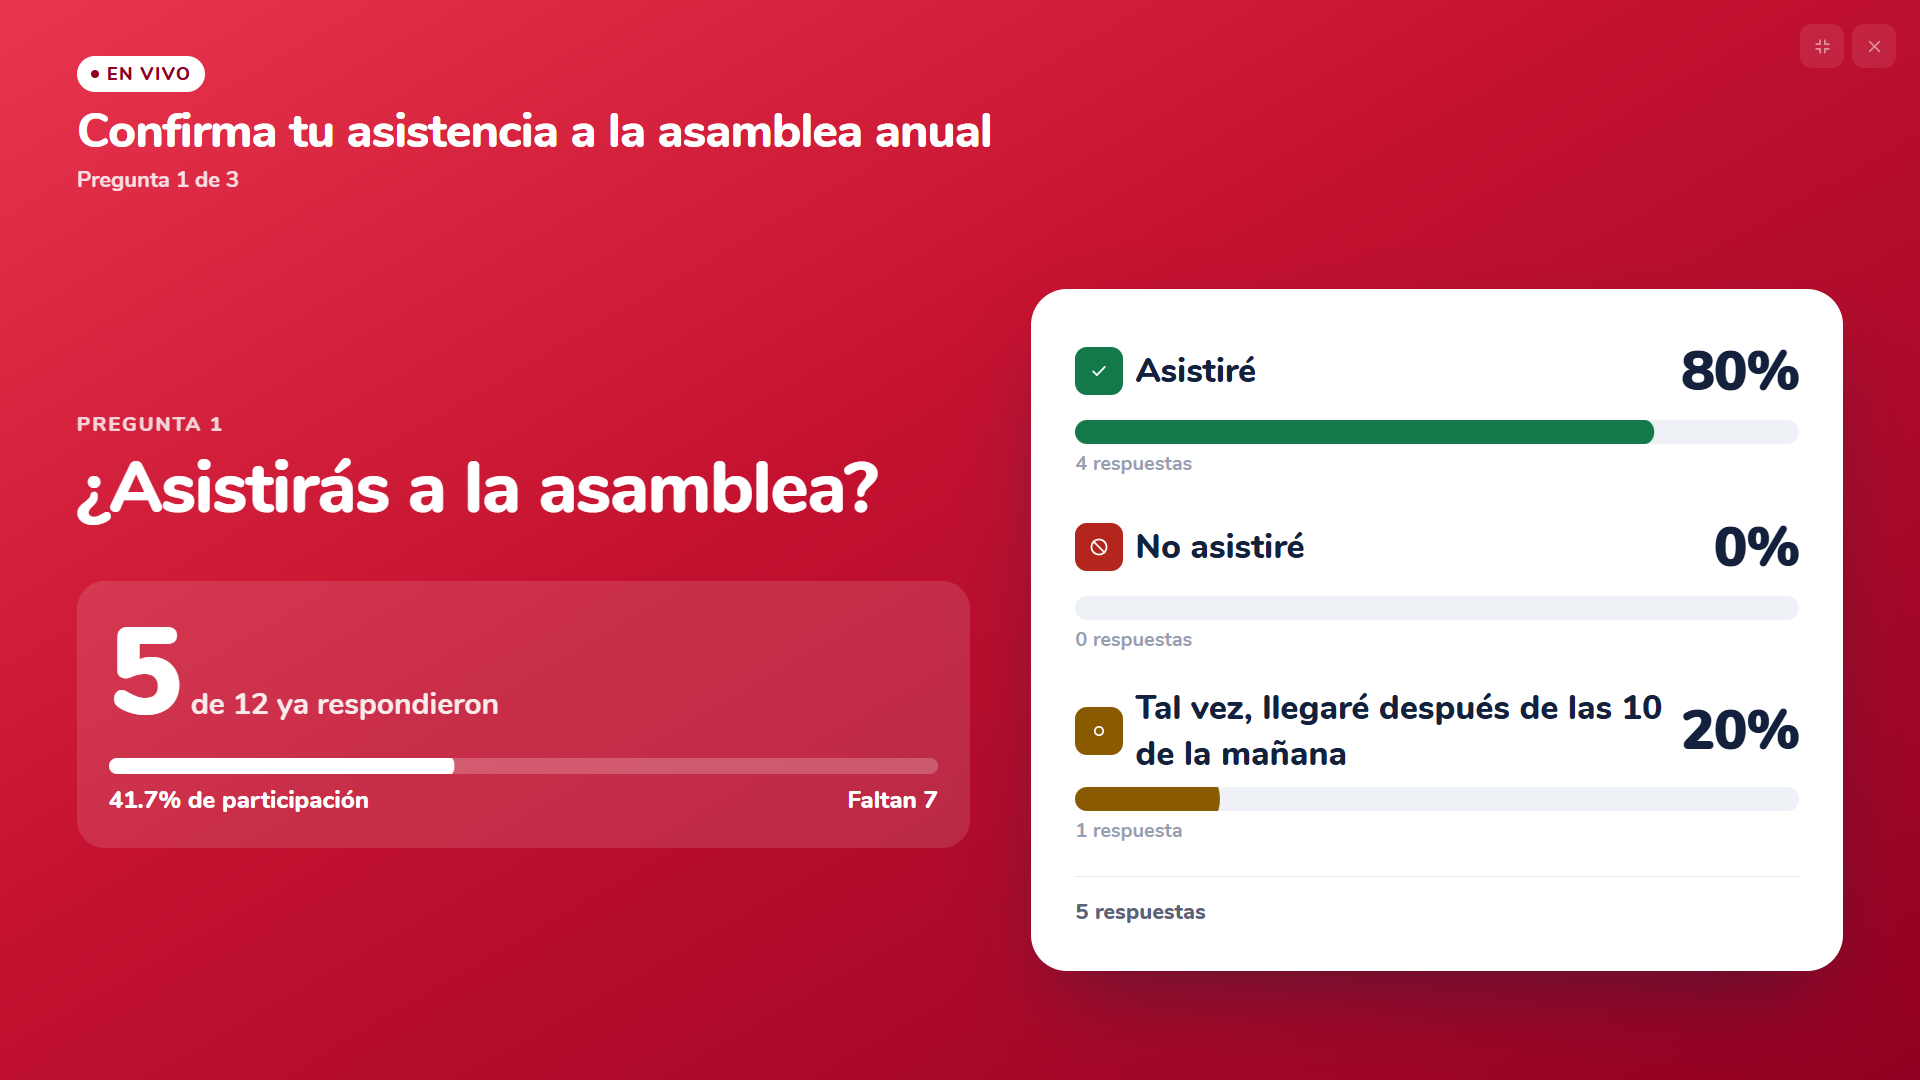 EN VIVO
Confirma tu asistencia a la asamblea anual
Pregunta 1 de 3
PREGUNTA 1
¿Asistirás a la asamblea?
5 de 12 ya respondieron
41.7% de participación
Faltan 7
Asistiré
80%
4 respuestas
No asistiré
0%
0 respuestas
Tal vez, llegaré después de las 10
de la mañana
20%
1 respuesta
5 respuestas